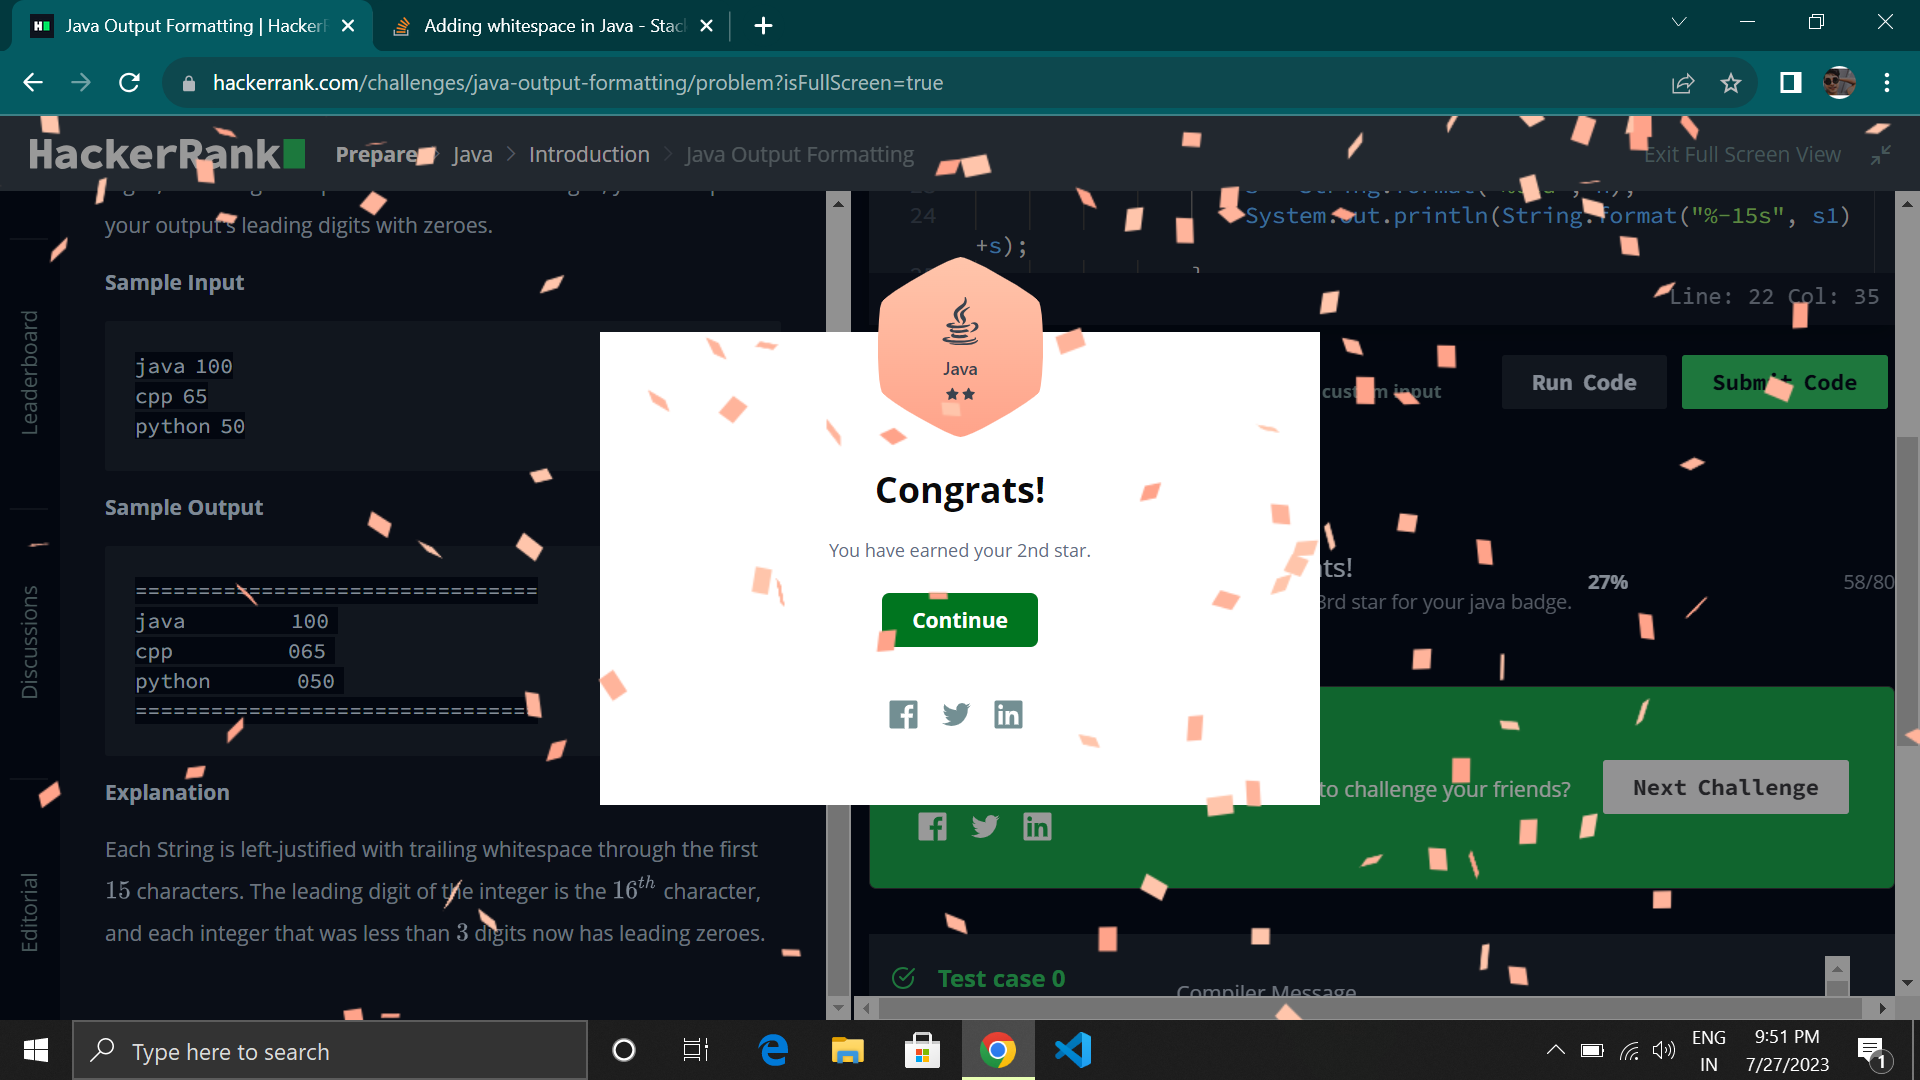 Java Output Formatting | Hacker
Adding whitespace in Java - Stac
hackerrank.com/challenges/java-output-formatting/problem?isFullScreen=true
HackerRank
Prepare > Java > Introduction > Java Output Formatting
Exit Full Screen View
your output's leading digits with zeroes.
Sample Input
java 100
cpp 65
python 50
Sample Output
================================
java 100
cpp 065
python 050
================================
Explanation
Each String is left-justified with trailing whitespace through the first
15 characters. The leading digit of the integer is the 16th character,
and each integer that was less than 3 digits now has leading zeroes.
Leaderboard
Discussions
Editorial
24 System.out.println(String.format("%-15s", s1)
+s);
Line: 22 Col: 35
custom input
Run Code
Submit Code
Java
Congrats!
You have earned your 2nd star.
Continue
3rd star for your java badge.
27%
58/80
to challenge your friends?
Next Challenge
Test case 0
Compiler Message
Type here to search
ENG
IN
9:51 PM
7/27/2023
1